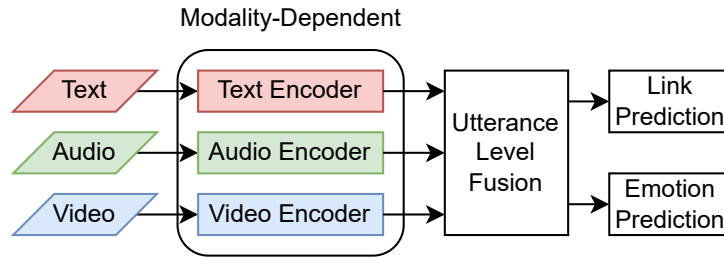 Modality-Dependent
Text
Text Encoder
Audio
Audio Encoder
Video
Video Encoder
Utterance
Level
Fusion
Link
Prediction
Emotion
Prediction